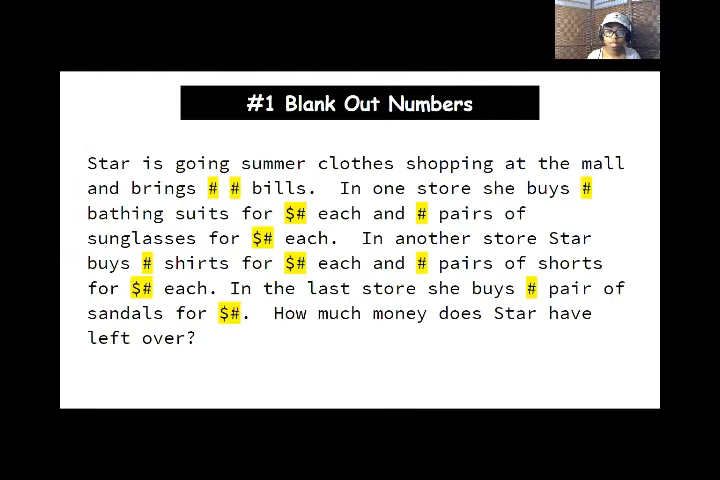 #1 Blank Out Numbers
Star is going summer clothes shopping at the mall
and brings # # bills. In one store she buys #
bathing suits for $# each and # pairs of
sunglasses for $# each. In another store Star
buys # shirts for $# each and # pairs of shorts
for $# each. In the last store she buys # pair of
sandals for $#. How much money does Star have
left over?